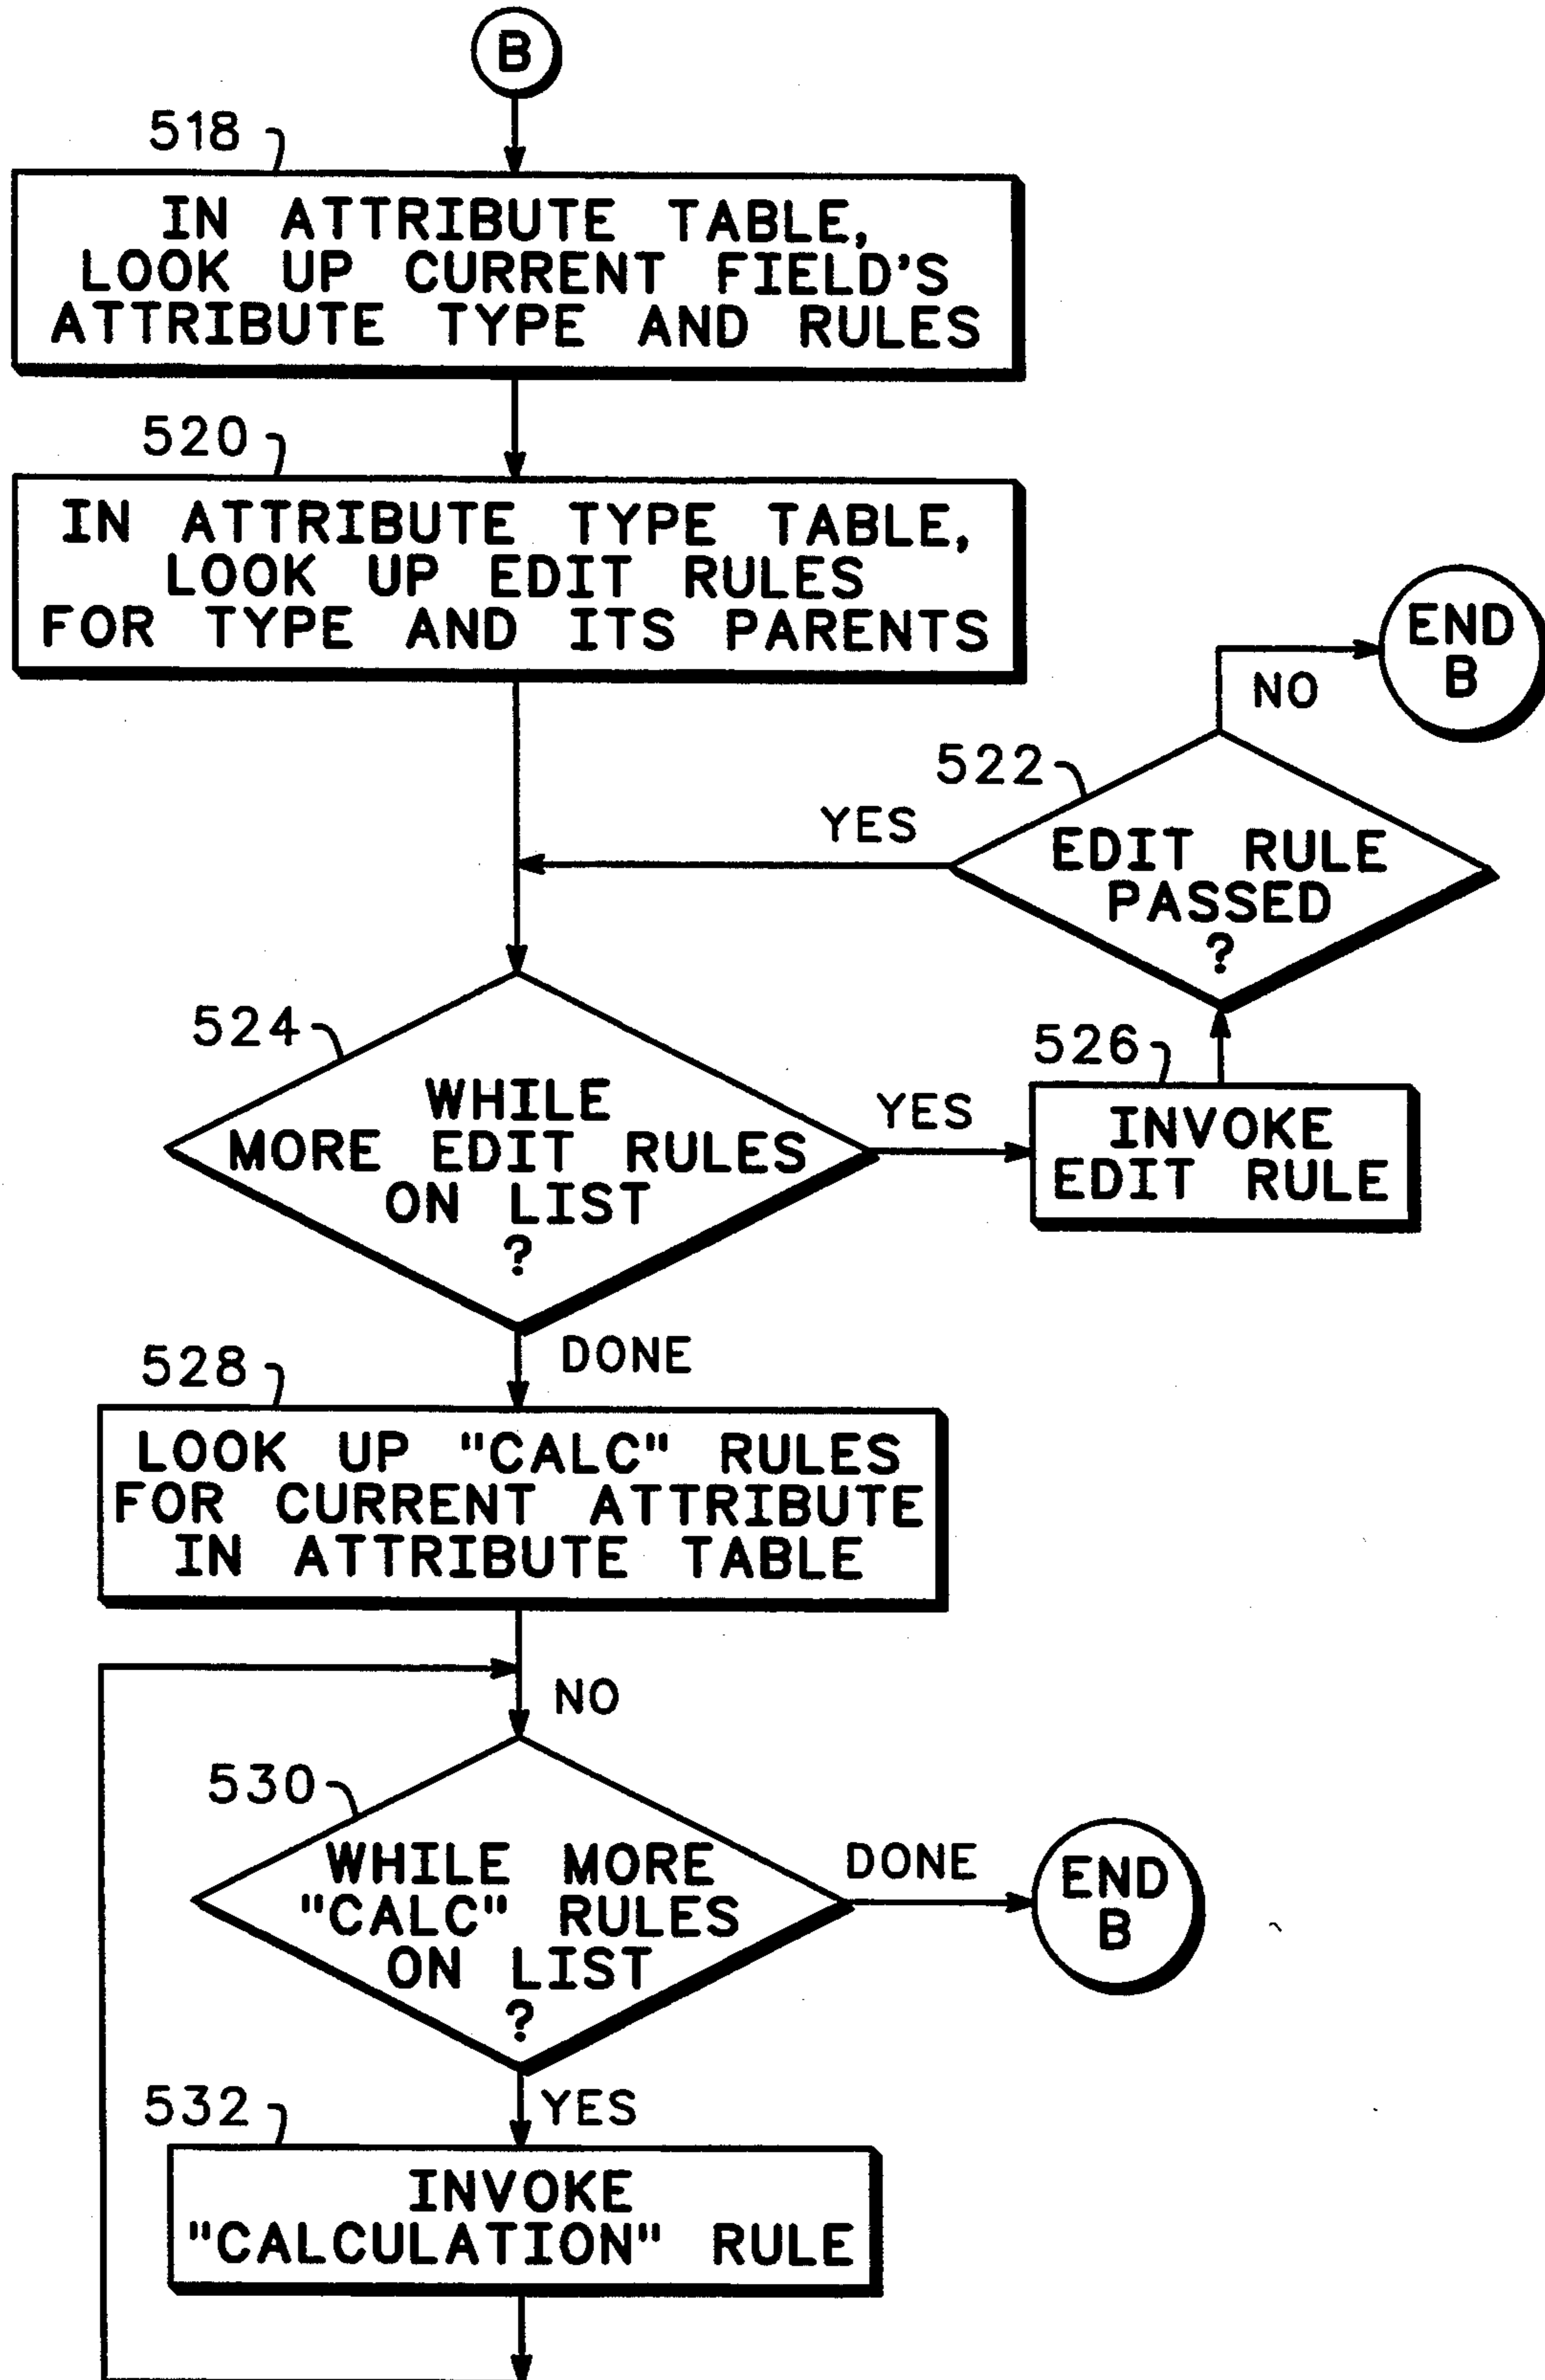 B
518
IN ATTRIBUTE TABLE,
LOOK UP CURRENT FIELD'S
ATTRIBUTE TYPE AND RULES
520
IN ATTRIBUTE TYPE TABLE,
LOOK UP EDIT RULES
FOR TYPE AND ITS PARENTS
END
B
NO
522
YES
EDIT RULE
PASSED
?
524
WHILE
MORE EDIT RULES
ON LIST
?
YES
526
INVOKE
EDIT RULE
DONE
528
LOOK UP "CALC" RULES
FOR CURRENT ATTRIBUTE
IN ATTRIBUTE TABLE
NO
530
WHILE MORE
"CALC" RULES
ON LIST
?
DONE
END
B
YES
532
INVOKE
"CALCULATION" RULE